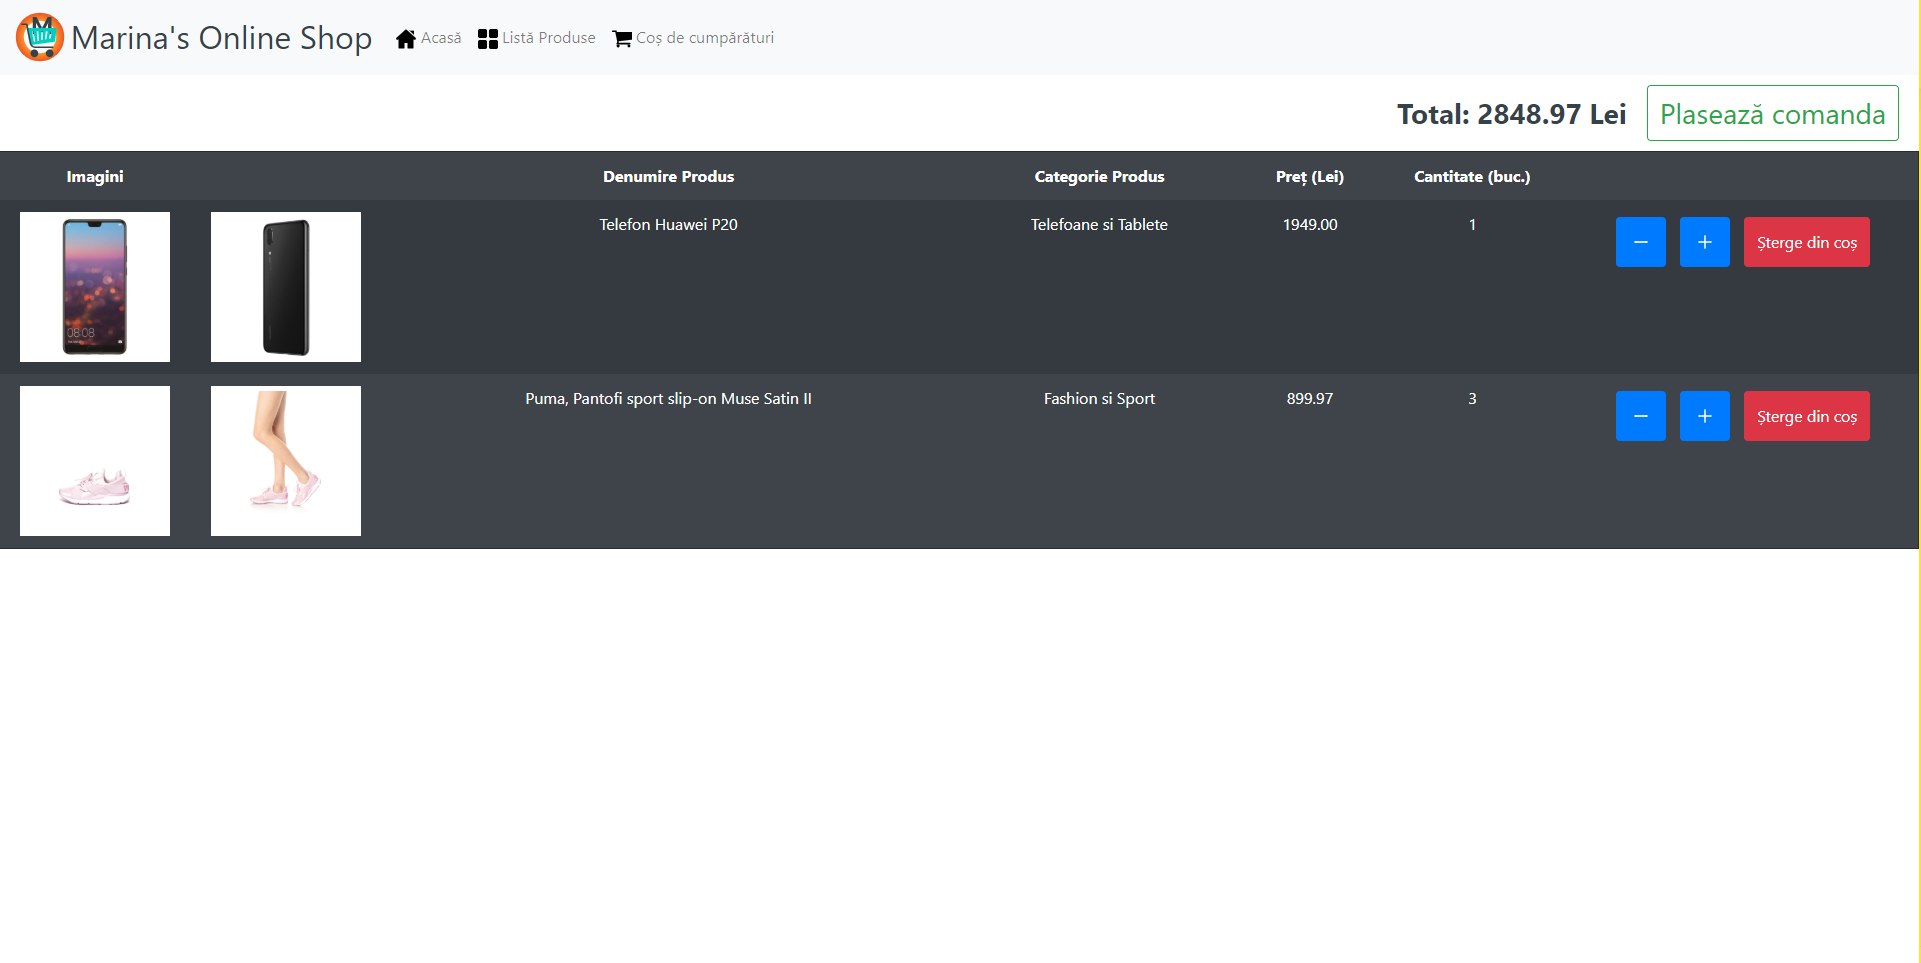 Marina's Online Shop Acasă Listă Produse Coș de cumpărături
Total: 2848.97 Lei Plasează comanda
Imagini Denumire Produs Categorie Produs Preț (Lei) Cantitate (buc.)
Telefon Huawei P20 Telefoane si Tablete 1949.00 1 − + Șterge din coș
08:08
Puma, Pantofi sport slip-on Muse Satin II Fashion si Sport 899.97 3 − + Șterge din coș